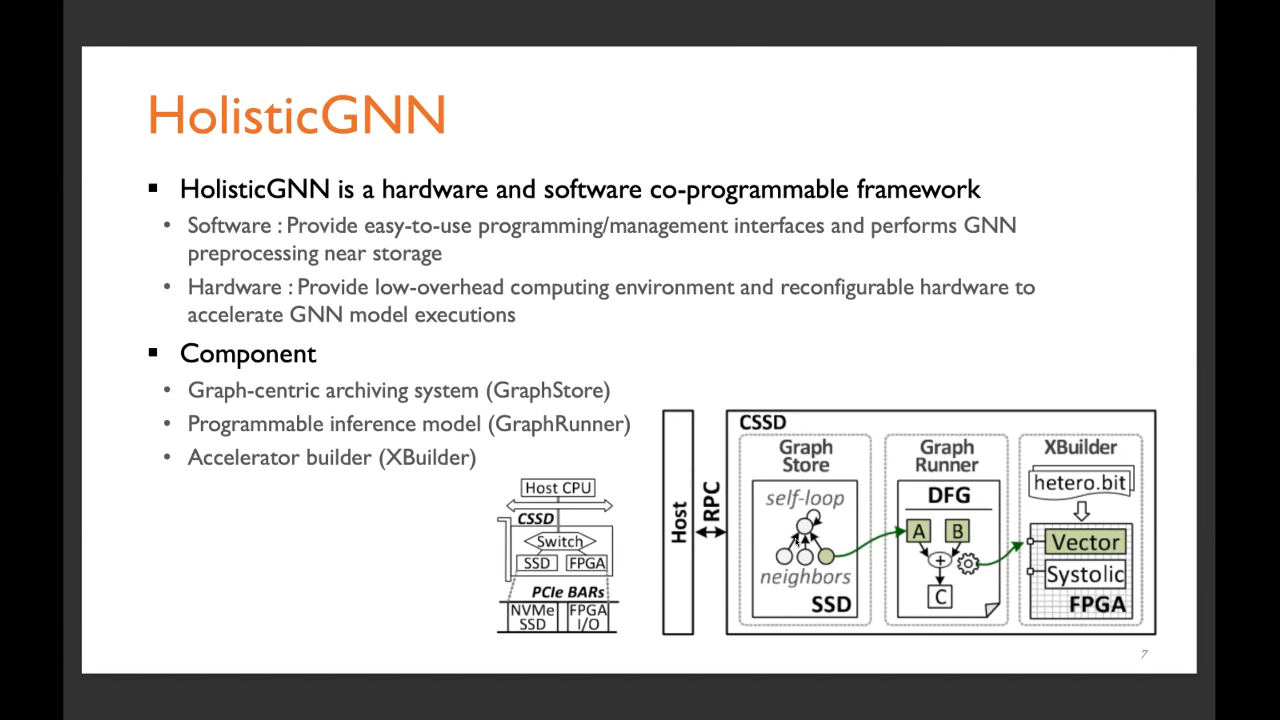 HolisticGNN
▪ HolisticGNN is a hardware and software co-programmable framework
• Software : Provide easy-to-use programming/management interfaces and performs GNN
preprocessing near storage
• Hardware : Provide low-overhead computing environment and reconfigurable hardware to
accelerate GNN model executions
▪ Component
• Graph-centric archiving system (GraphStore)
• Programmable inference model (GraphRunner)
• Accelerator builder (XBuilder)
Host CPU
CSSD
Switch
SSD FPGA
PCIe BARs
NVMe SSD
FPGA I/O
Host
RPC
CSSD
Graph
Store
self-loop
neighbors
SSD
Graph
Runner
DFG
A B
+
C
XBuilder
hetero.bit
Vector
Systolic
FPGA
7